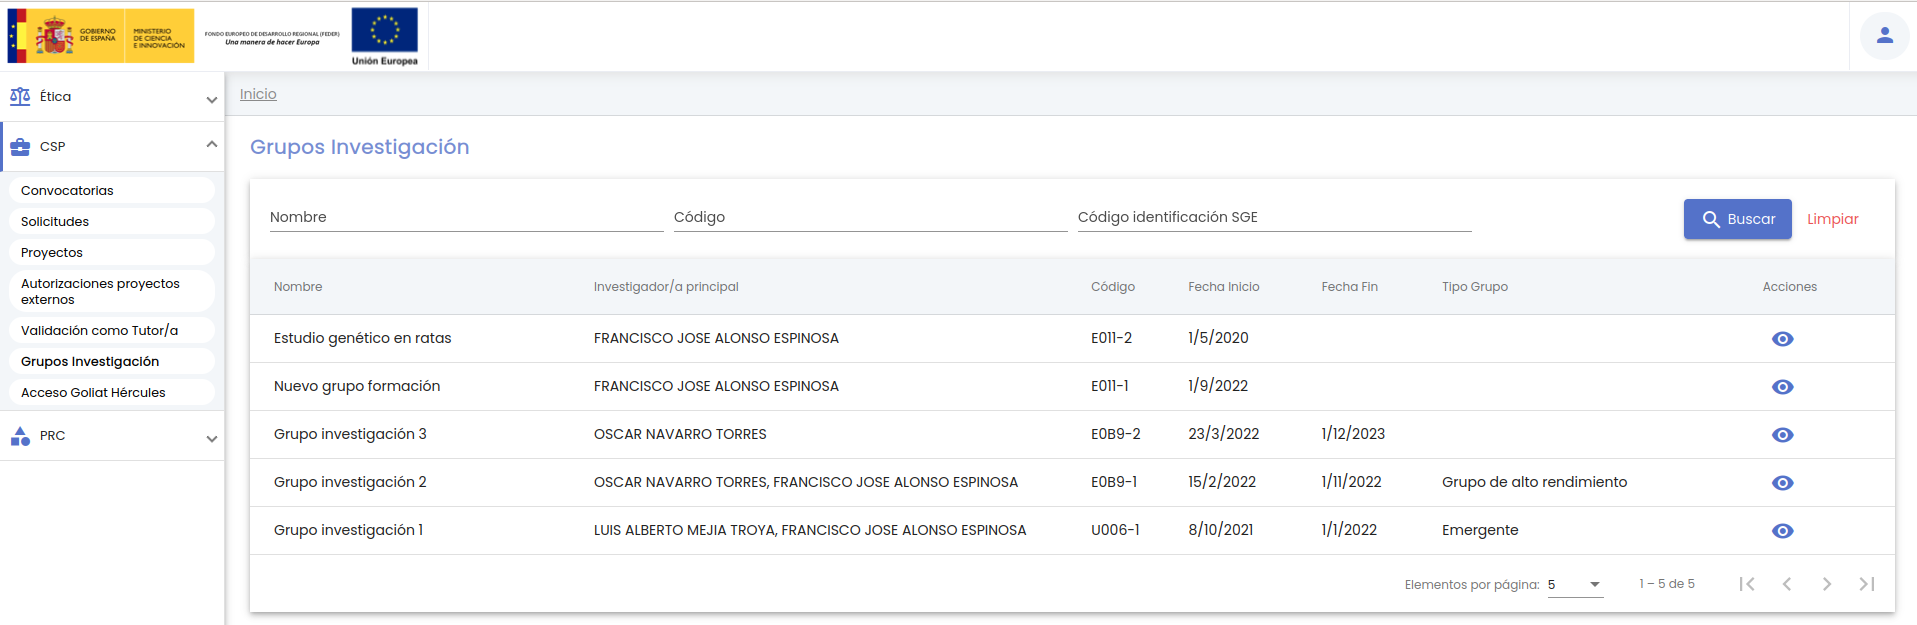 GOBIERNO
DE ESPAÑA
MINISTERIO
DE CIENCIA
E INNOVACIÓN
FONDO EUROPEO DE DESARROLLO REGIONAL (FEDER)
Una manera de hacer Europa
Unión Europea
Ética
CSP
Convocatorias
Solicitudes
Proyectos
Autorizaciones proyectos
externos
Validación como Tutor/a
Grupos Investigación
Acceso Goliat Hércules
PRC
Inicio
Grupos Investigación
Nombre Código Código identificación SGE Buscar Limpiar
Nombre Investigador/a principal Código Fecha Inicio Fecha Fin Tipo Grupo Acciones
Estudio genético en ratas FRANCISCO JOSE ALONSO ESPINOSA E011-2 1/5/2020
Nuevo grupo formación FRANCISCO JOSE ALONSO ESPINOSA E011-1 1/9/2022
Grupo investigación 3 OSCAR NAVARRO TORRES E0B9-2 23/3/2022 1/12/2023
Grupo investigación 2 OSCAR NAVARRO TORRES, FRANCISCO JOSE ALONSO ESPINOSA E0B9-1 15/2/2022 1/11/2022 Grupo de alto rendimiento
Grupo investigación 1 LUIS ALBERTO MEJIA TROYA, FRANCISCO JOSE ALONSO ESPINOSA U006-1 8/10/2021 1/1/2022 Emergente
Elementos por página: 5 1 – 5 de 5